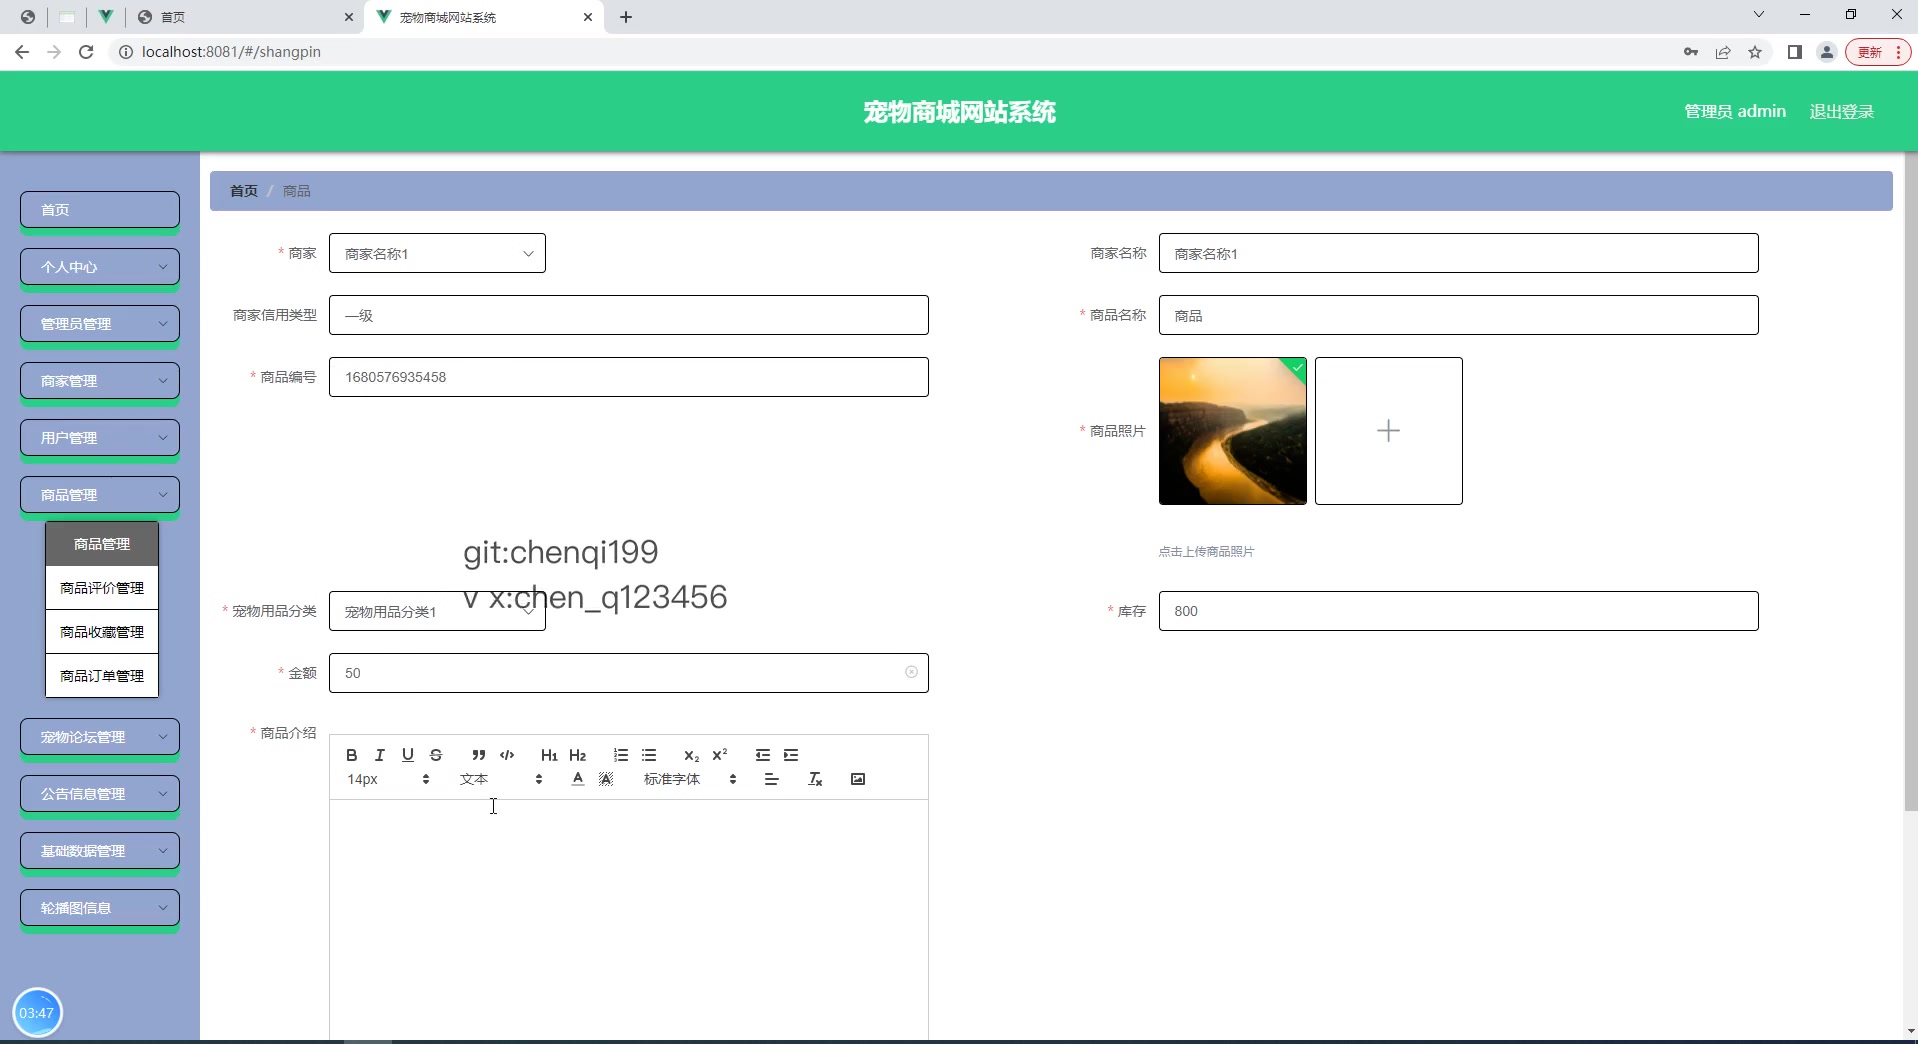 首页
宠物商城网站系统
localhost:8081/#/shangpin
更新
宠物商城网站系统
管理员 admin
退出登录
首页
个人中心
管理员管理
商家管理
用户管理
商品管理
商品管理
商品评价管理
商品收藏管理
商品订单管理
宠物论坛管理
公告信息管理
基础数据管理
轮播图信息
03:47
首页 / 商品
* 商家 商家名称1
商家名称 商家名称1
商家信用类型 一级
* 商品名称 商品
* 商品编号 1680576935458
* 商品照片
点击上传商品照片
git:chenqi199
v x:chen_q123456
* 宠物用品分类 宠物用品分类1
* 库存 800
* 金额 50
* 商品介绍
B I U S H1 H2 X2 X2
14px 文本 A A 标准字体 Tx